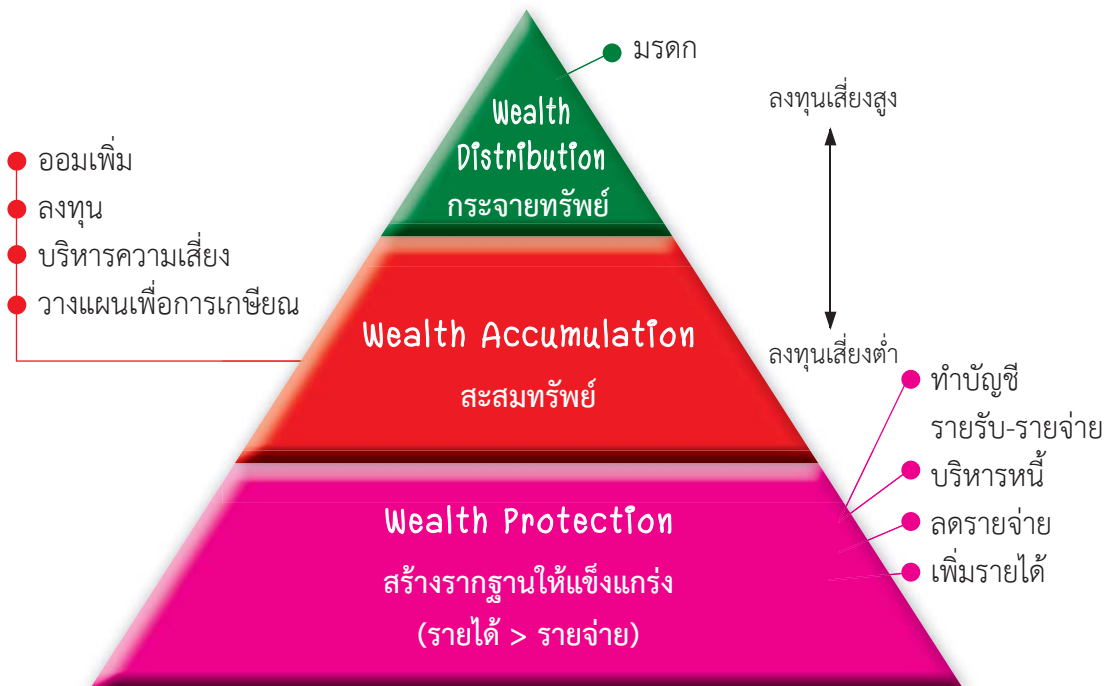 มรดก
Wealth
Distribution
กระจายทรัพย์
ลงทุนเสี่ยงสูง
ลงทุนเสี่ยงต่ำ
ออมเพิ่ม
ลงทุน
บริหารความเสี่ยง
วางแผนเพื่อการเกษียณ
Wealth Accumulation
สะสมทรัพย์
ทำบัญชี
รายรับ-รายจ่าย
บริหารหนี้
ลดรายจ่าย
เพิ่มรายได้
Wealth Protection
สร้างรากฐานให้แข็งแกร่ง
(รายได้ > รายจ่าย)